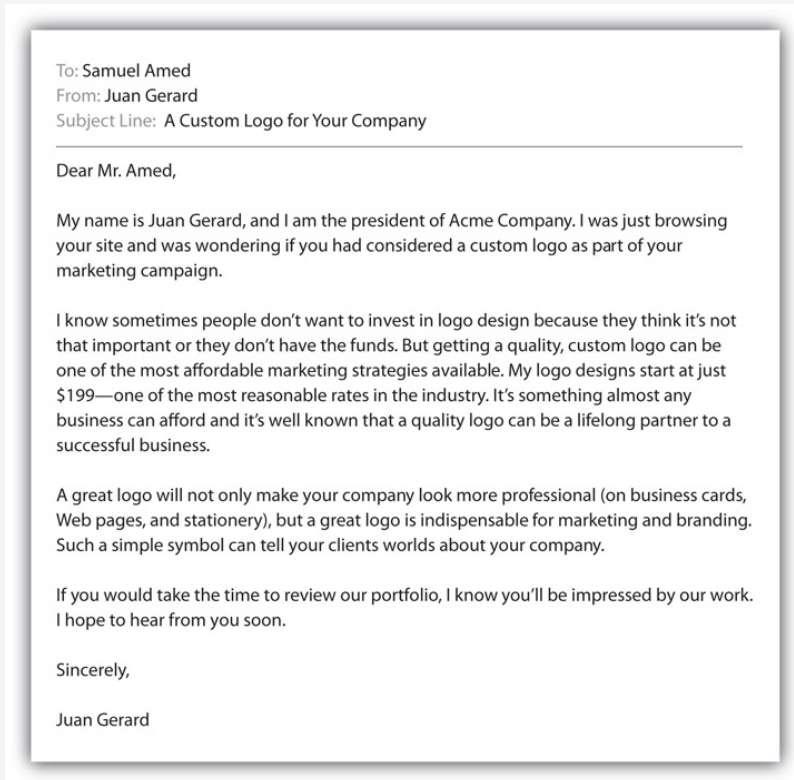 To: Samuel Amed
From: Juan Gerard
Subject Line: A Custom Logo for Your Company
Dear Mr. Amed,
My name is Juan Gerard, and I am the president of Acme Company. I was just browsing
your site and was wondering if you had considered a custom logo as part of your
marketing campaign.
I know sometimes people don’t want to invest in logo design because they think it’s not
that important or they don’t have the funds. But getting a quality, custom logo can be
one of the most affordable marketing strategies available. My logo designs start at just
$199—one of the most reasonable rates in the industry. It’s something almost any
business can afford and it’s well known that a quality logo can be a lifelong partner to a
successful business.
A great logo will not only make your company look more professional (on business cards,
Web pages, and stationery), but a great logo is indispensable for marketing and branding.
Such a simple symbol can tell your clients worlds about your company.
If you would take the time to review our portfolio, I know you’ll be impressed by our work.
I hope to hear from you soon.
Sincerely,
Juan Gerard